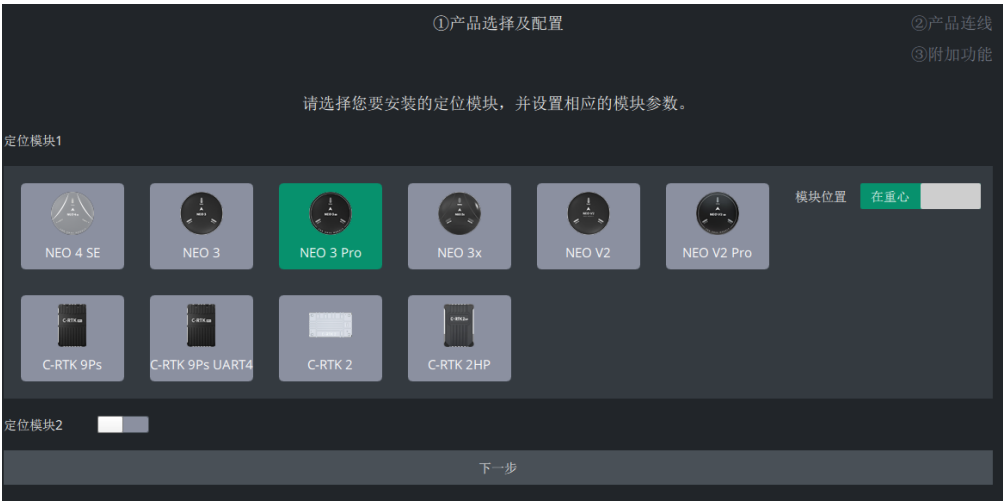 ①产品选择及配置
②产品连线
③附加功能
请选择您要安装的定位模块，并设置相应的模块参数。
定位模块1
NEO 4 SE
NEO 3
NEO 3 Pro
NEO 3x
NEO V2
NEO V2 Pro
模块位置
在重心
C-RTK 9Ps
C-RTK 9Ps UART4
C-RTK 2
C-RTK 2HP
定位模块2
下一步